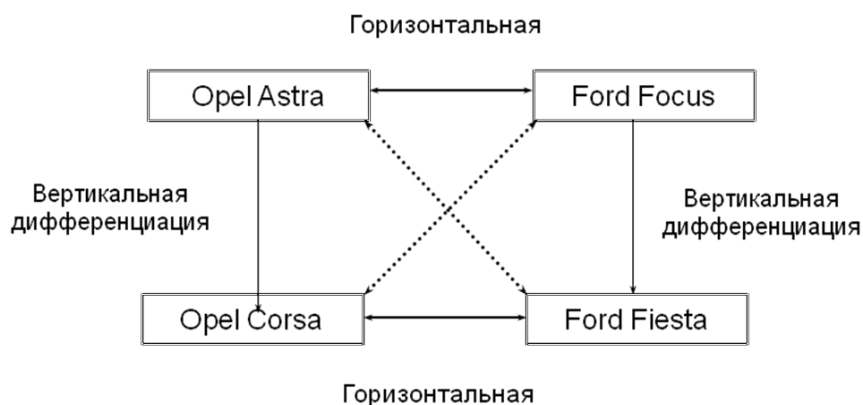 Горизонтальная
Opel Astra
Ford Focus
Вертикальная
дифференциация
Вертикальная
дифференциация
Opel Corsa
Ford Fiesta
Горизонтальная